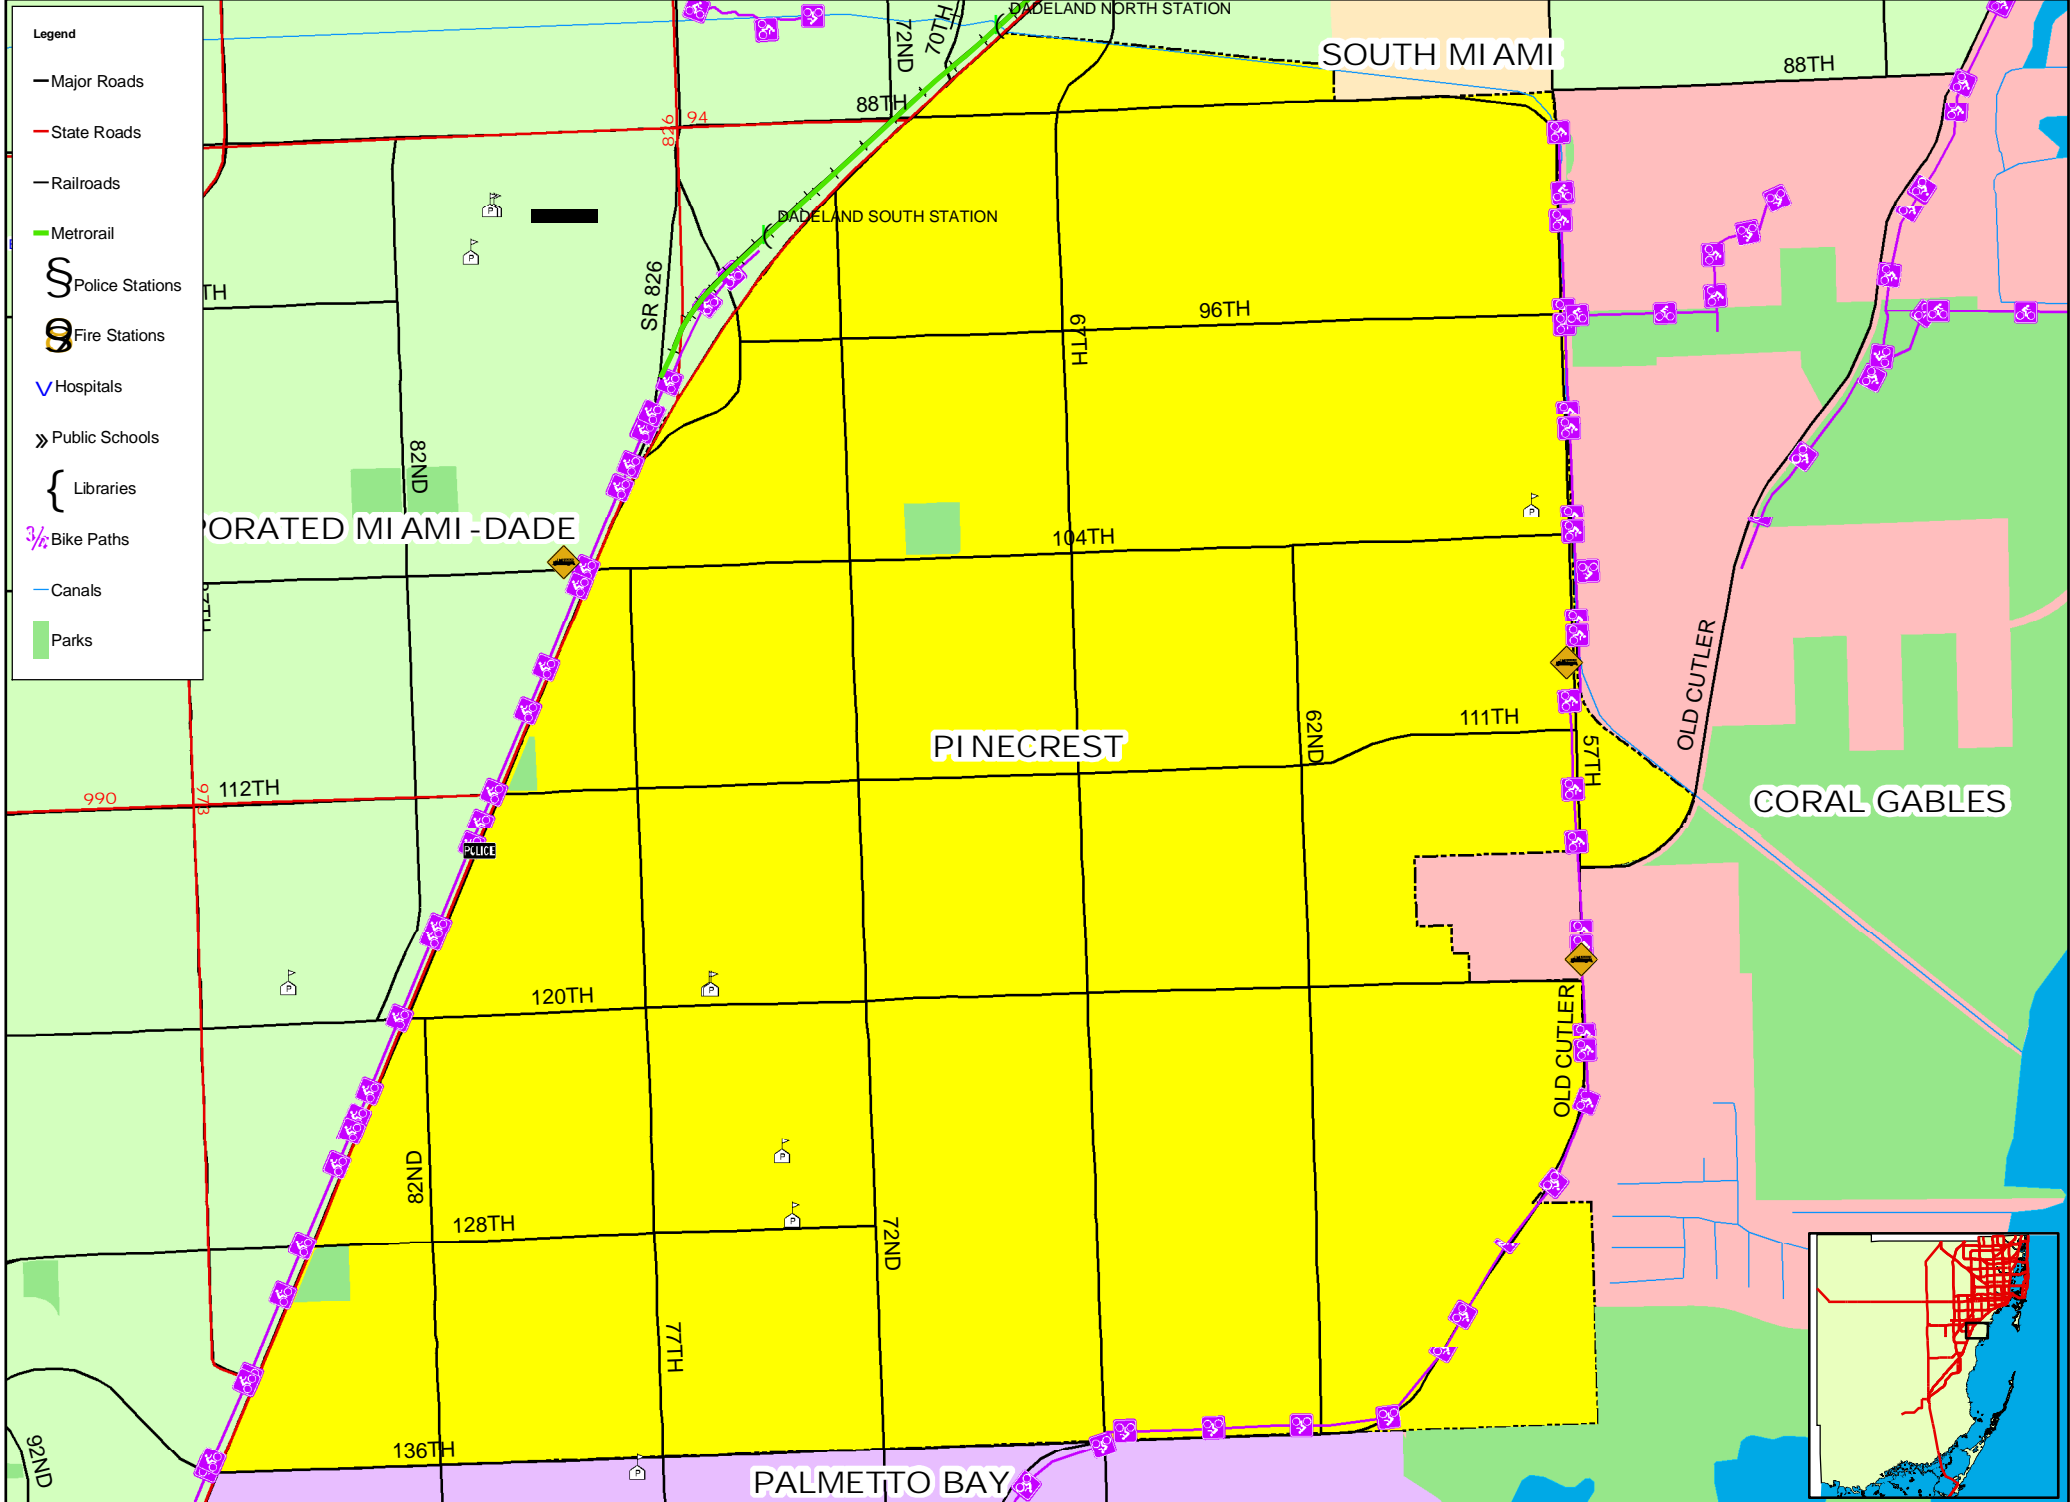 DADELAND NORTH STATION
Legend
Major Roads
State Roads
Railroads
Metrorail
Police Stations
Fire Stations
Hospitals
Public Schools
Libraries
Bike Paths
Canals
Parks
72ND
70TH
SOUTH MIAMI
88TH
88TH
826
94
DADELAND SOUTH STATION
SR 826
TH
67TH
96TH
82ND
PORATED MIAMI-DADE
104TH
OLD CUTLER
62ND
111TH
57TH
PINECREST
112TH
990
973
CORAL GABLES
POLICE
120TH
OLD CUTLER
82ND
128TH
72ND
77TH
92ND
136TH
PALMETTO BAY